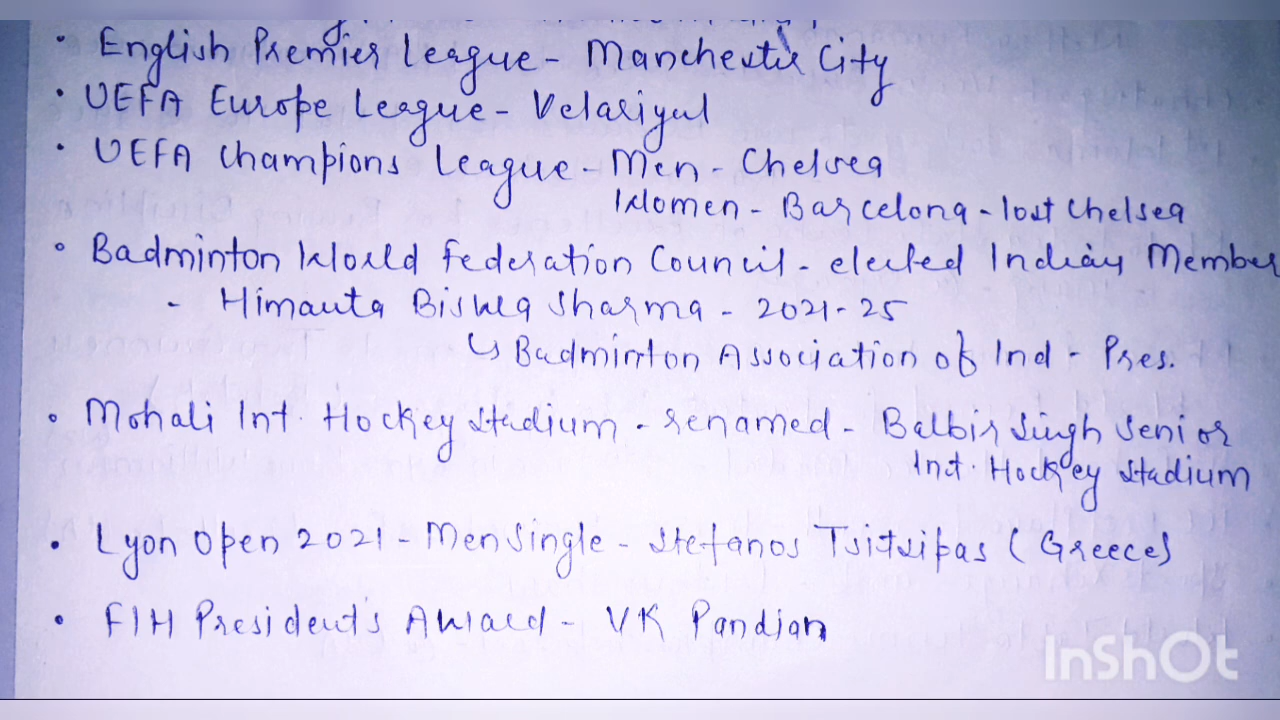 • English Premier League - Manchester City
• UEFA Europe League - Velariyul
• UEFA Champions League - Men - Chelsea
Women - Barcelona - lost Chelsea
• Badminton World Federation Council - elected Indian Member
- Himanta Biswa Sharma - 2021-25
↳ Badminton Association of Ind - Pres.
• Mohali Int. Hockey Stadium - renamed - Balbir Singh Senior
Int. Hockey Stadium
• Lyon Open 2021 - Men Single - Stefanos Tsitsipas (Greece)
• FIH President's Award - VK Pandian
InShOt